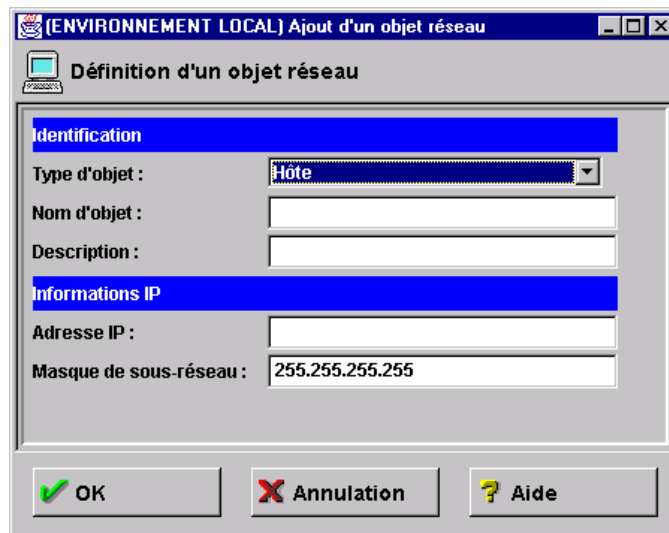 (ENVIRONNEMENT LOCAL) Ajout d'un objet réseau
Définition d'un objet réseau
Identification
Type d'objet : Hôte
Nom d'objet :
Description :
Informations IP
Adresse IP :
Masque de sous-réseau : 255.255.255.255
OK Annulation Aide